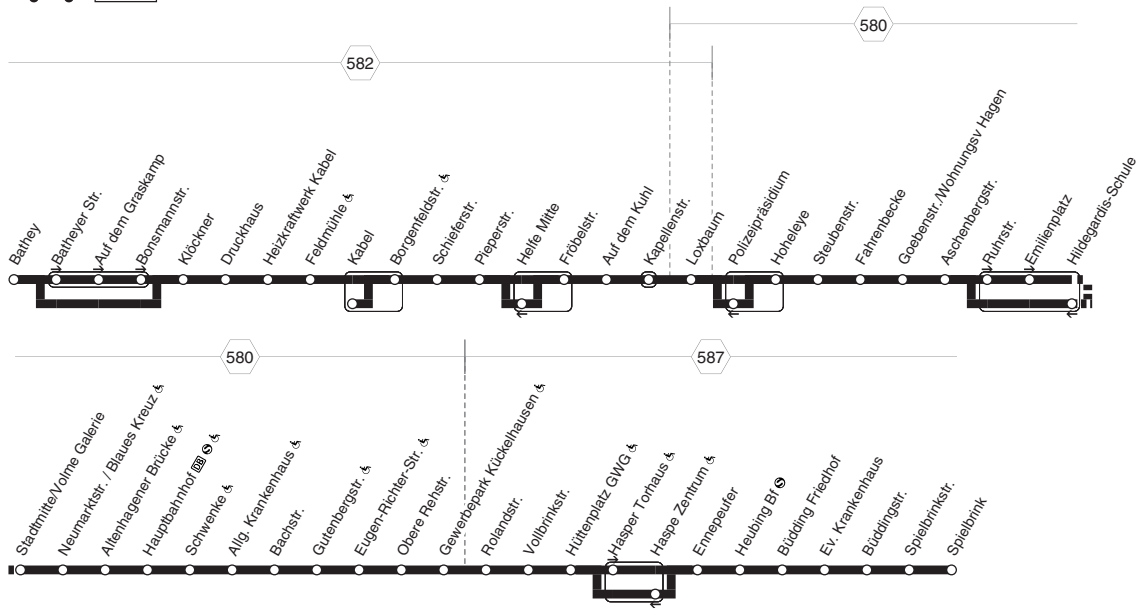 580
582
Bathey
Batheyer Str.
Auf dem Graskamp
Bonsmannstr.
Klöckner
Druckhaus
Heizkraftwerk Kabel
Feldmühle
Kabel
Borgenfeldstr.
Schieferstr.
Pieperstr.
Helfe Mitte
Fröbelstr.
Auf dem Kuhl
Kapellenstr.
Loxbaum
Polizeipräsidium
Hoheleye
Steubenstr.
Fahrenbecke
Goebenstr./Wohnungsv Hagen
Aschenbergstr.
Ruhrstr.
Emilienplatz
Hildegardis-Schule
580
587
Stadtmitte/Volme Galerie
Neumarktstr. / Blaues Kreuz
Altenhagener Brücke
Hauptbahnhof DB S
Schwenke
Allg. Krankenhaus
Bachstr.
Gutenbergstr.
Eugen-Richter-Str.
Obere Rehstr.
Gewerbepark Kückelhausen
Rolandstr.
Vollbrinkstr.
Hüttenplatz GWG
Hasper Torhaus
Haspe Zentrum
Ennepeufer
Heubing Bf S
Büdding Friedhof
Ev. Krankenhaus
Büddingstr.
Spielbrinkstr.
Spielbrink